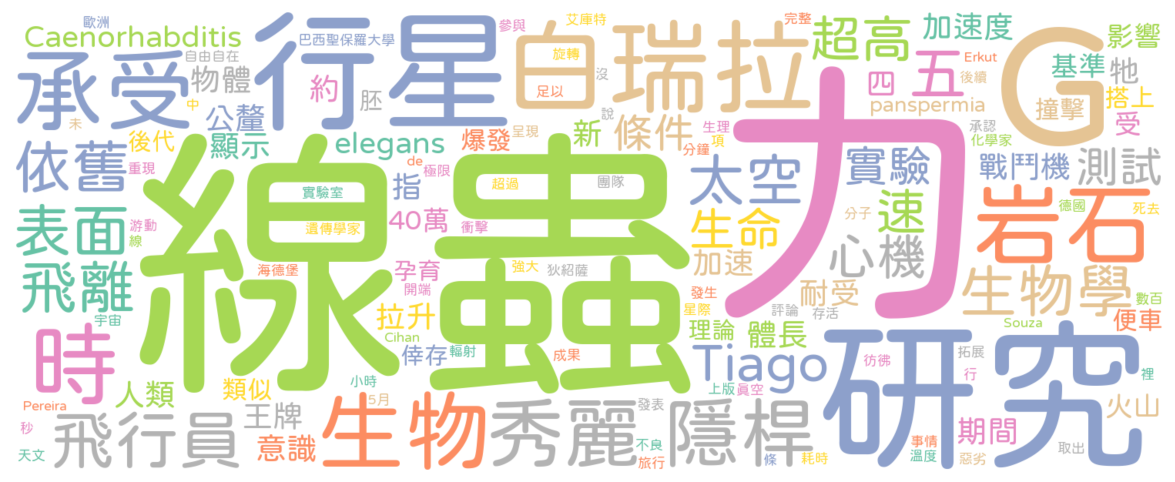 歐洲
Caenorhabditis
自由自在
承受
物體
約
胚
中
未
公釐
後代
顯示
重現
依舊
指
行星
巴西聖保羅大學
參與
艾庫特
旋轉
沒
足以
說
白瑞拉
完整
超高
四
加速度
Erkut
後續
五
panspermia
承認
化學家
G
撞擊
影響
基準
牠
搭上
受
elegans
爆發
呈現
新
條件
生理
項
分鐘
de
極限
實驗室
超過
團隊
太空
實驗
戰鬥機
測試
表面
游動
線
遺傳學家
40萬
衝擊
線蟲
力
生命
分子
速
德國
死去
岩石
飛離
宇宙
海德堡
孕育
開端
強大
狄紹薩
加速
心機
耐受
生物學
拉升
Cihan
發生
星際
評論
存活
數百
便車
時
倖存
輻射
成果
理論
體長
Souza
Tiago
上版
真空
彷彿
拓展
行
裡
研究
人類
類似
小時
5月
Pereira
秒
天文
飛行員
王牌
意識
生物
秀麗
發表
不良
旅行
隱桿
條
耗時
事情
溫度
期間
惡劣
火山
取出